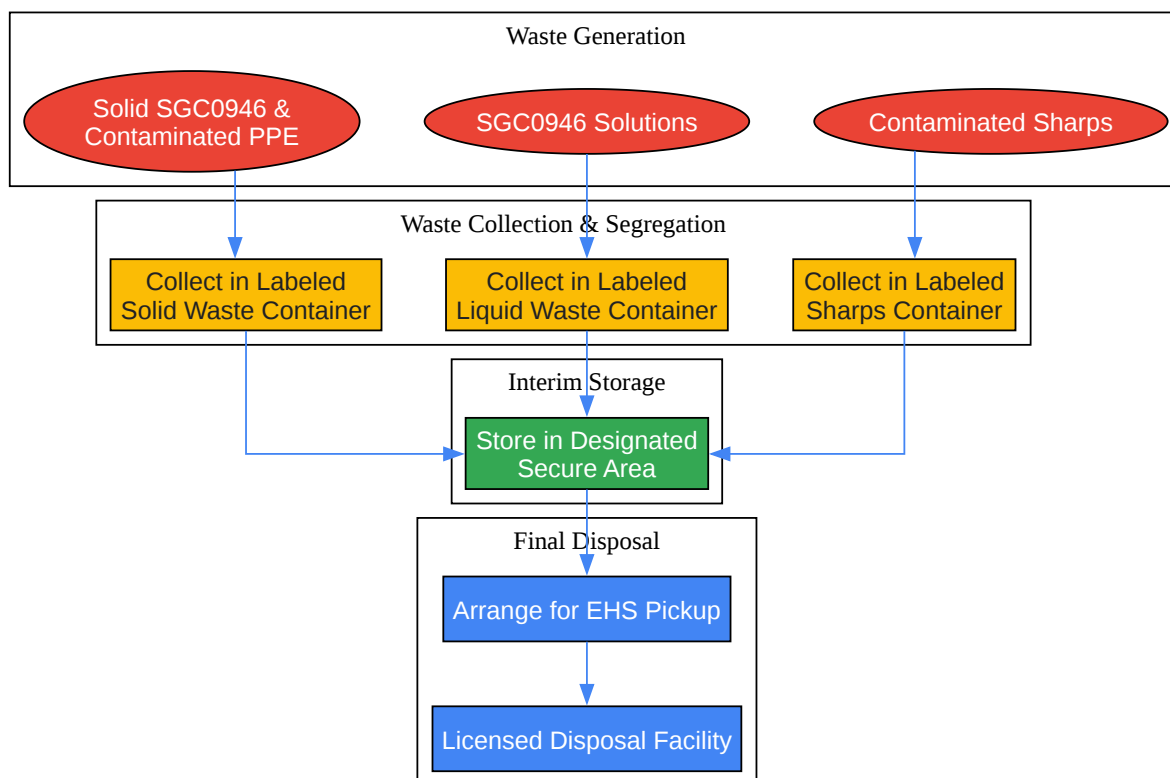 Waste Generation
Solid SGC0946 &
Contaminated PPE
SGC0946 Solutions
Contaminated Sharps
Waste Collection & Segregation
Collect in Labeled
Solid Waste Container
Collect in Labeled
Liquid Waste Container
Collect in Labeled
Sharps Container
Interim Storage
Store in Designated
Secure Area
Final Disposal
Arrange for EHS Pickup
Licensed Disposal Facility